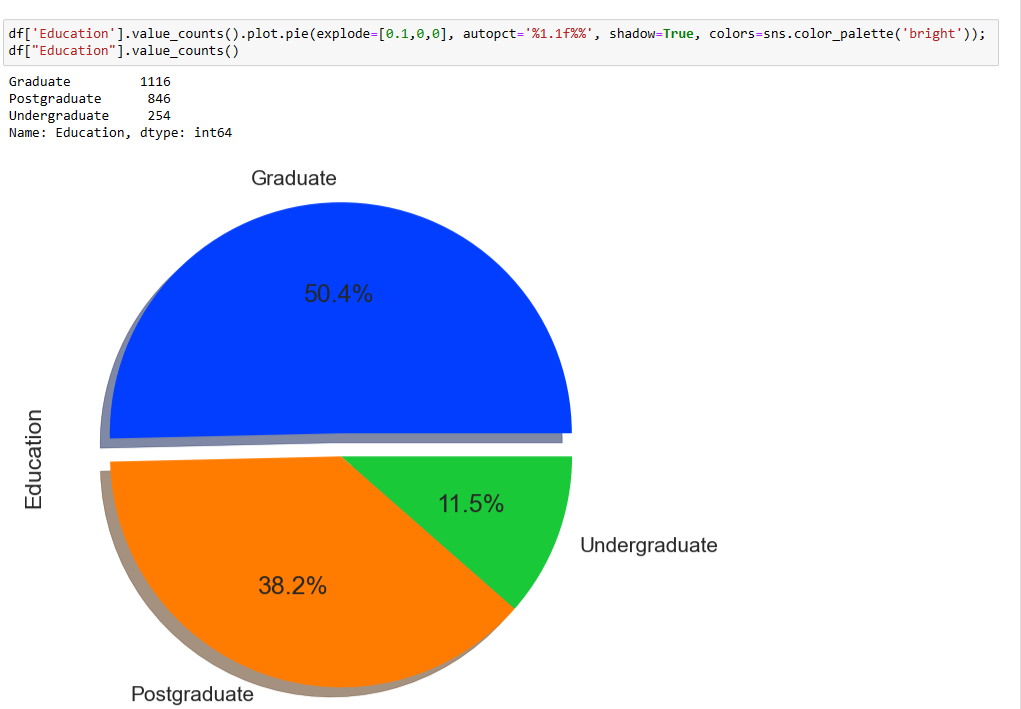 df['Education'].value_counts().plot.pie(explode=[0.1,0,0], autopct='%1.1f%%', shadow=True, colors=sns.color_palette('bright'));
df["Education"].value_counts()
Graduate         1116
Postgraduate      846
Undergraduate     254
Name: Education, dtype: int64
Graduate
50.4%
Education
11.5%
Undergraduate
38.2%
Postgraduate